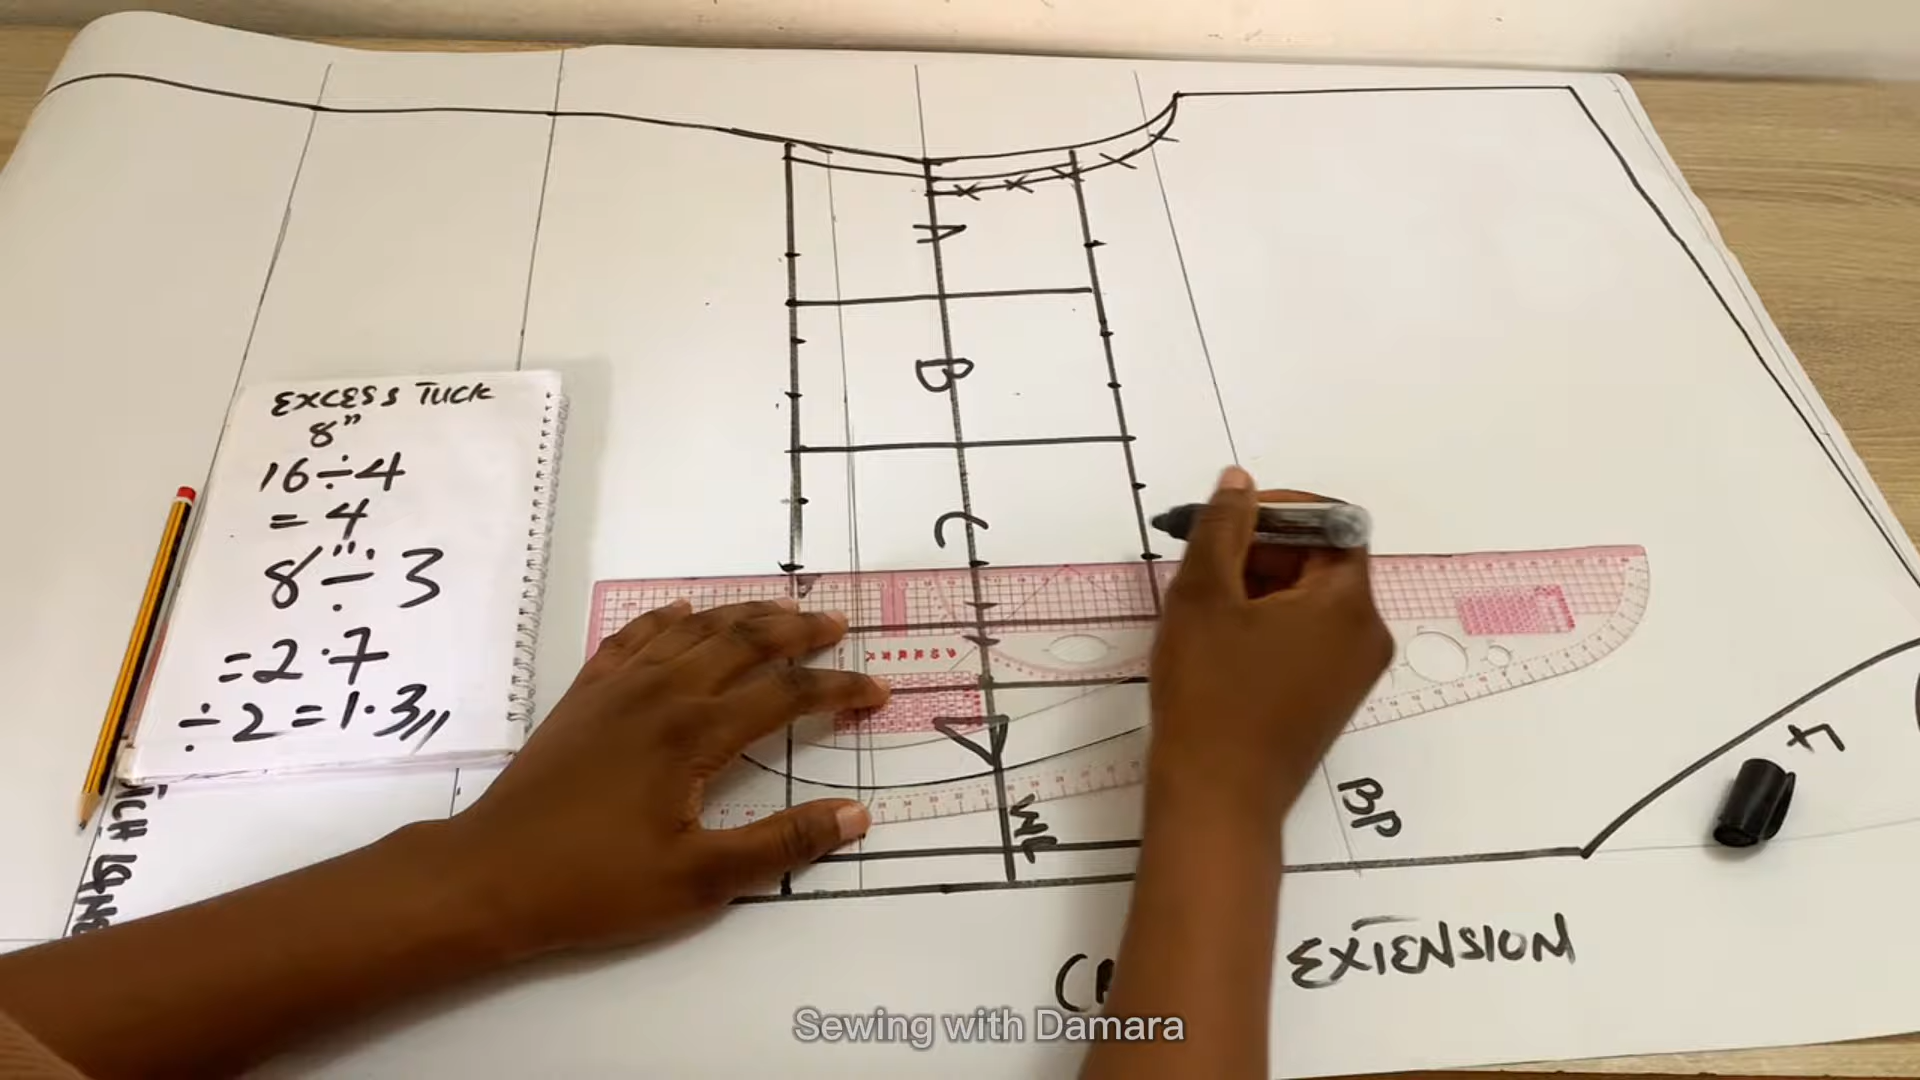 EXCESS TUCK
8"
16÷4
= 4
8"÷3
=2.7
÷2=1.3"
A
B
C
D
WL
BP
4
EXTENSION
Sewing with Damara